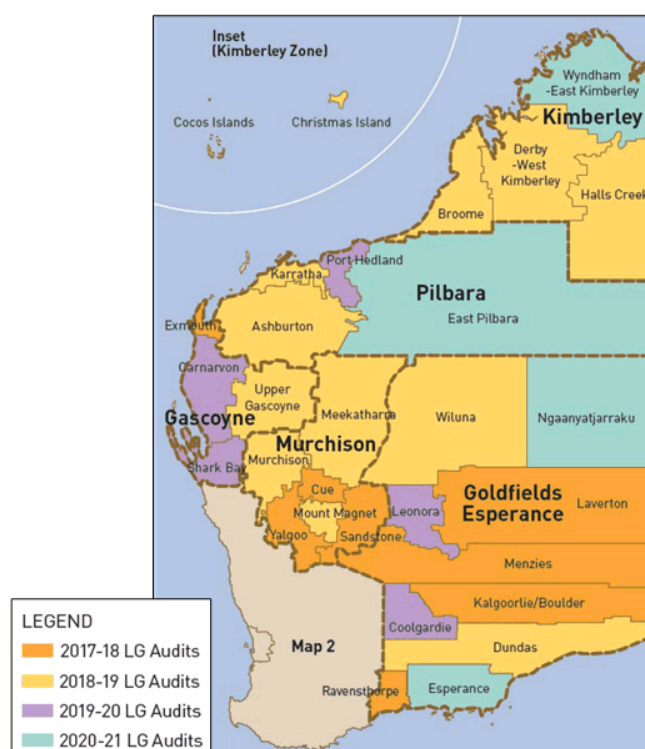 Inset
(Kimberley Zone)
Cocos Islands
Christmas Island
Wyndham
-East Kimberley
Kimberley
Derby
-West
Kimberley
Halls Creek
Broome
Port Hedland
Karratha
Pilbara
East Pilbara
Exmouth
Ashburton
Carnarvon
Upper
Gascoyne
Gascoyne
Meekatharra
Wiluna
Ngaanyatjarraku
Murchison
Murchison
Shark Bay
Cue
Mount Magnet
Yalgoo
Sandstone
Leonora
Goldfields
Esperance
Laverton
Menzies
Kalgoorlie/Boulder
Coolgardie
Map 2
Dundas
Ravensthorpe
Esperance
LEGEND
2017-18 LG Audits
2018-19 LG Audits
2019-20 LG Audits
2020-21 LG Audits